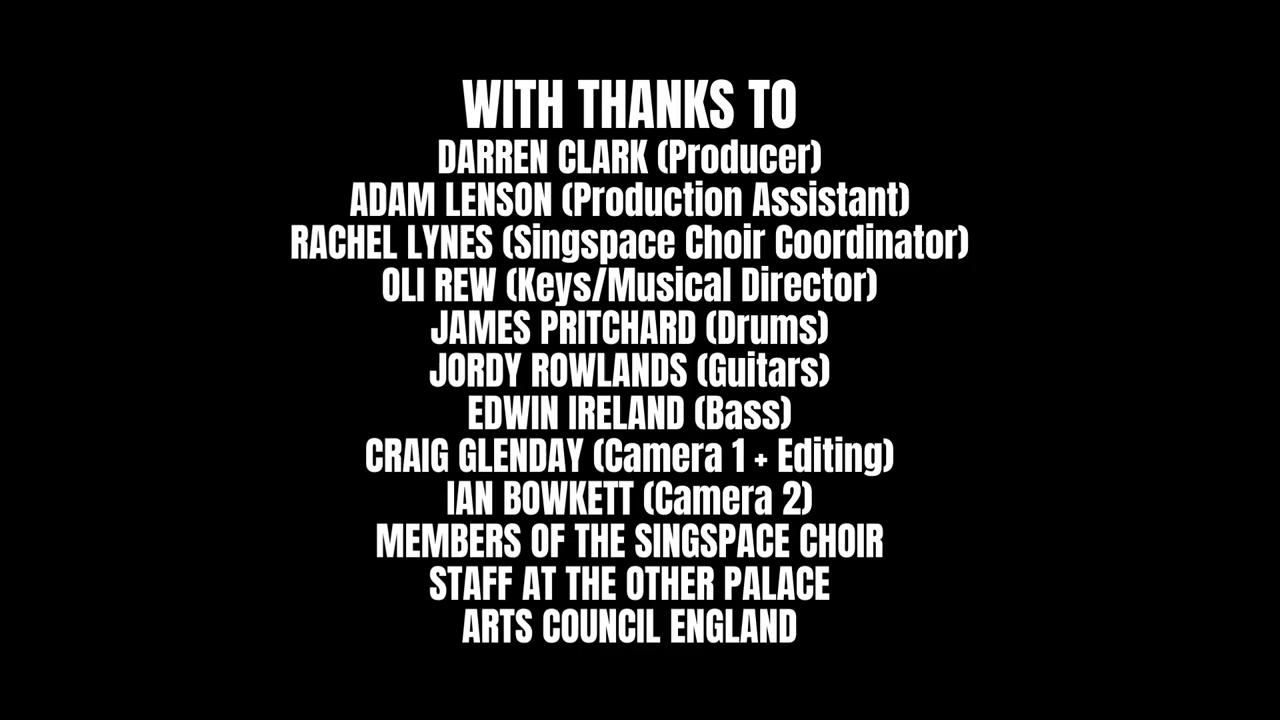 WITH THANKS TO
DARREN CLARK (Producer)
ADAM LENSON (Production Assistant)
RACHEL LYNES (Singspace Choir Coordinator)
OLI REW (Keys/Musical Director)
JAMES PRITCHARD (Drums)
JORDY ROWLANDS (Guitars)
EDWIN IRELAND (Bass)
CRAIG GLENDAY (Camera 1 + Editing)
IAN BOWKETT (Camera 2)
MEMBERS OF THE SINGSPACE CHOIR
STAFF AT THE OTHER PALACE
ARTS COUNCIL ENGLAND